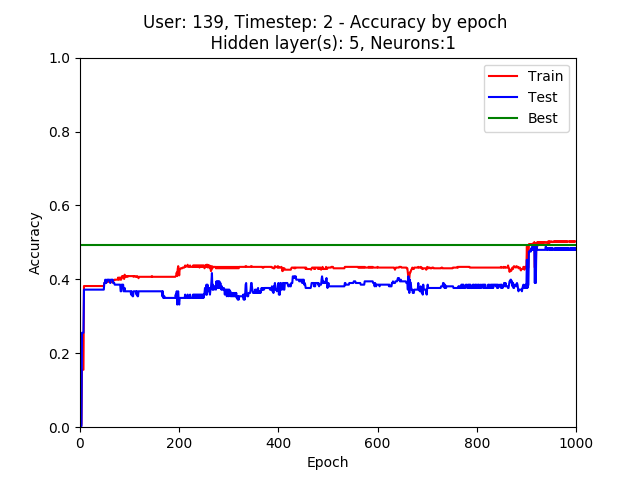 User: 139, Timestep: 2 - Accuracy by epoch
Hidden layer(s): 5, Neurons:1
1.0
0.8
0.6
0.4
0.2
0.0
Accuracy
Train
Test
Best
0
200
400
600
800
1000
Epoch